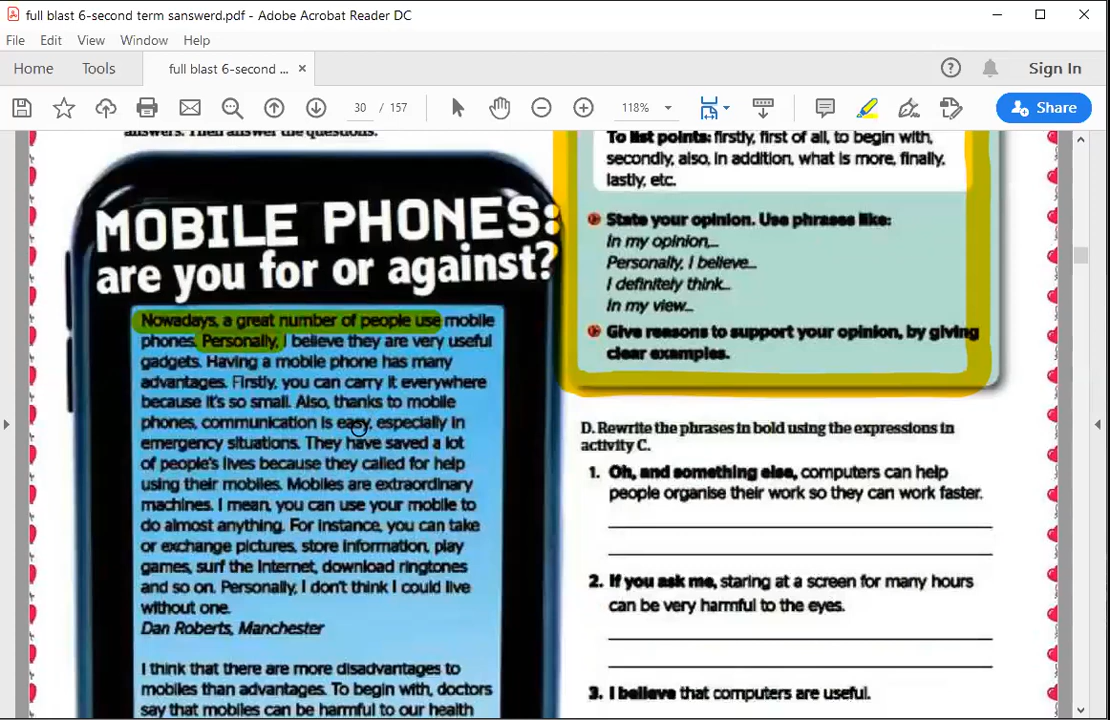 full blast 6-second term sanswerd.pdf - Adobe Acrobat Reader DC
File Edit View Window Help
Home Tools full blast 6-second ... × Sign In
30 / 157 118% Share
answers. Then answer the questions.
MOBILE PHONES:
are you for or against?
Nowadays, a great number of people use mobile
phones. Personally, I believe they are very useful
gadgets. Having a mobile phone has many
advantages. Firstly, you can carry it everywhere
because it's so small. Also, thanks to mobile
phones, communication is easy, especially in
emergency situations. They have saved a lot
of people's lives because they called for help
using their mobiles. Mobiles are extraordinary
machines. I mean, you can use your mobile to
do almost anything. For instance, you can take
or exchange pictures, store information, play
games, surf the Internet, download ringtones
and so on. Personally, I don't think I could live
without one.
Dan Roberts, Manchester
I think that there are more disadvantages to
mobiles than advantages. To begin with, doctors
say that mobiles can be harmful to our health
To list points: firstly, first of all, to begin with,
secondly, also, in addition, what is more, finally,
lastly, etc.
State your opinion. Use phrases like:
In my opinion,...
Personally, I believe...
I definitely think...
In my view...
Give reasons to support your opinion, by giving
clear examples.
D. Rewrite the phrases in bold using the expressions in
activity C.
1. Oh, and something else, computers can help
people organise their work so they can work faster.
2. If you ask me, staring at a screen for many hours
can be very harmful to the eyes.
3. I believe that computers are useful.